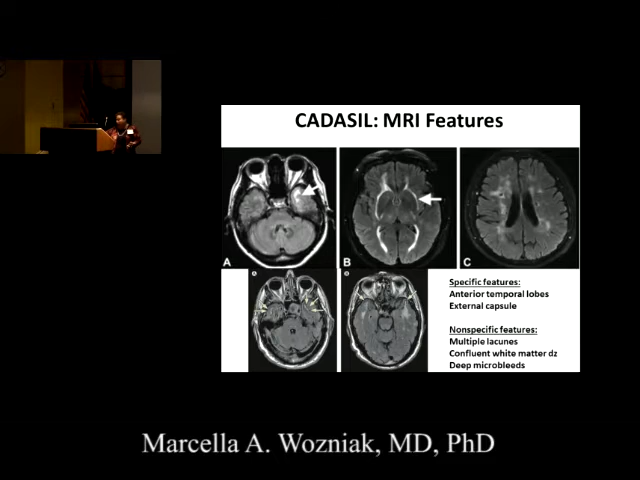 CADASIL: MRI Features
A
B
C
Specific features:
Anterior temporal lobes
External capsule
Nonspecific features:
Multiple lacunes
Confluent white matter dz
Deep microbleeds
Marcella A. Wozniak, MD, PhD